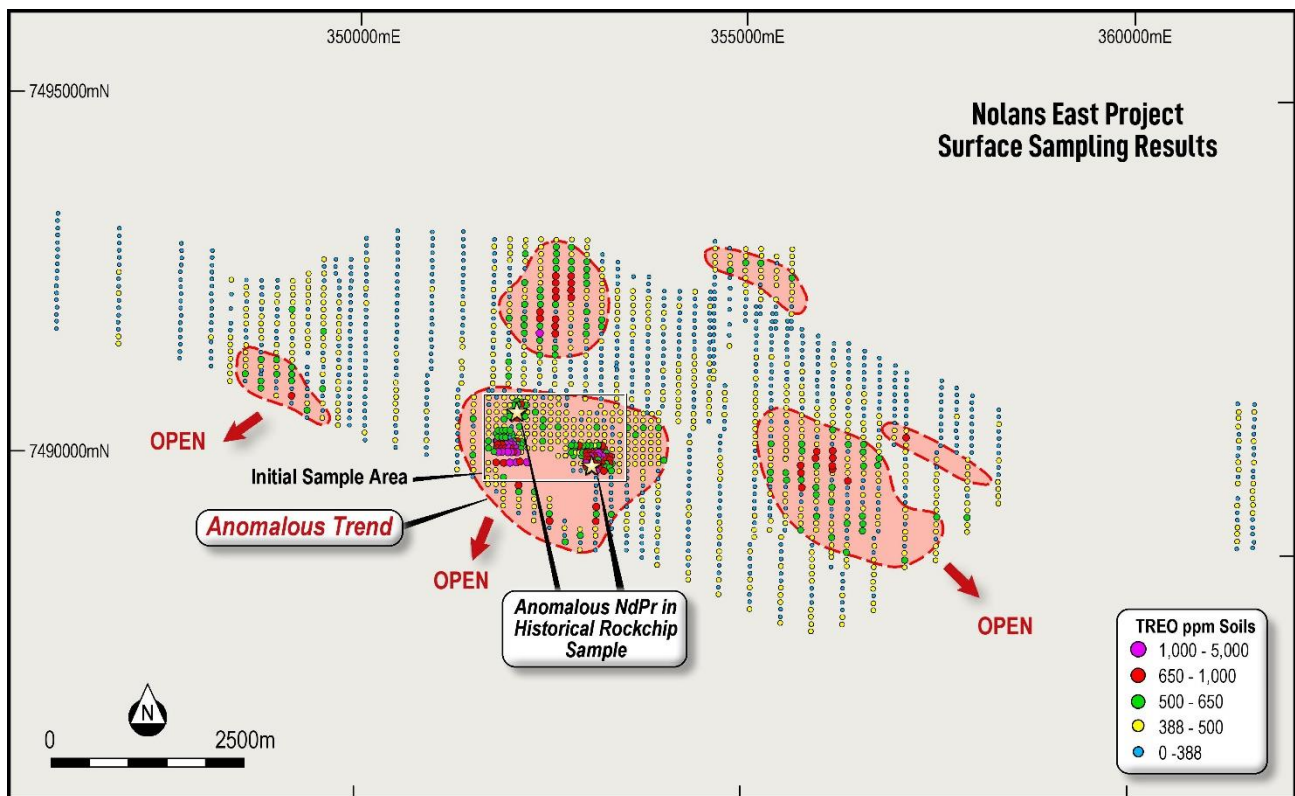 350000mE
355000mE
360000mE
7495000mN
Nolans East Project
Surface Sampling Results
OPEN
7490000mN
Initial Sample Area
Anomalous Trend
OPEN
Anomalous NdPr in
Historical Rockchip
Sample
OPEN
TREO ppm Soils
1,000 - 5,000
650 - 1,000
500 - 650
388 - 500
0 -388
N
0
2500m